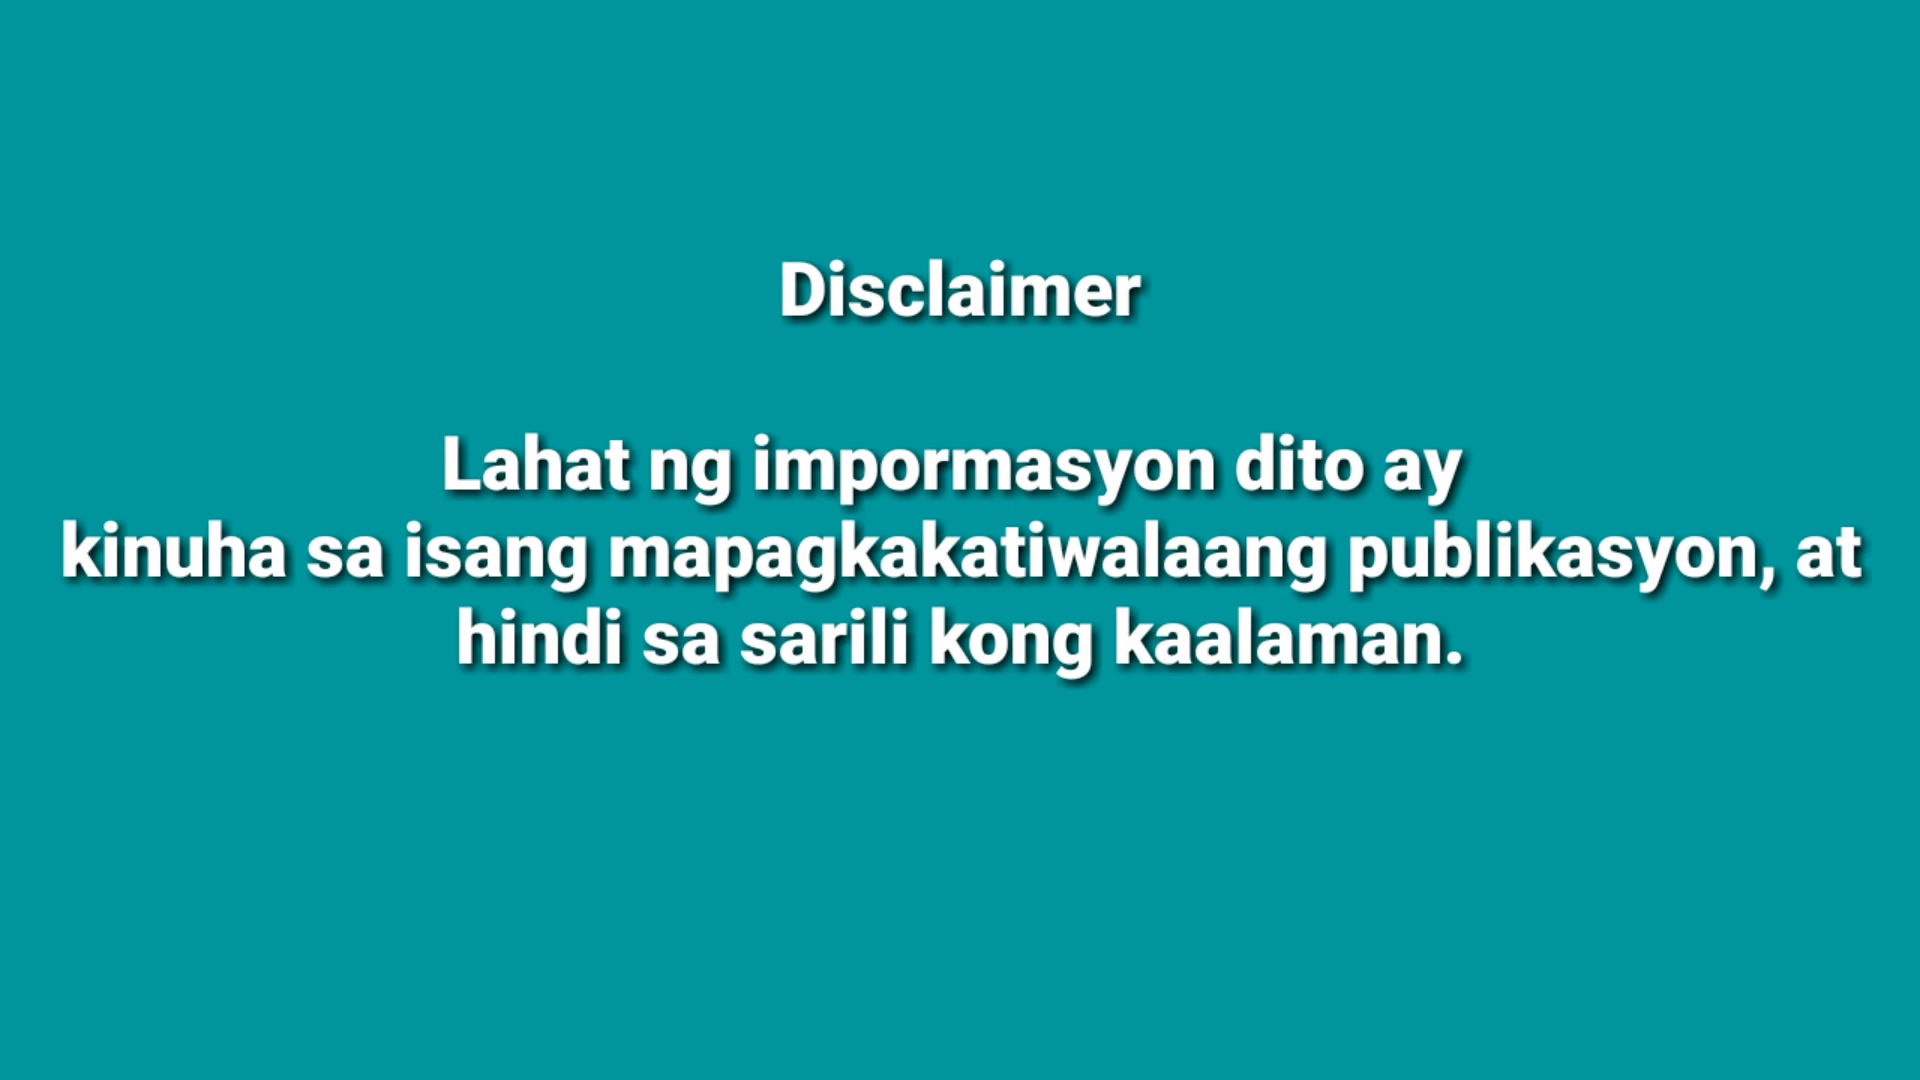 Disclaimer
Lahat ng impormasyon dito ay
kinuha sa isang mapagkakatiwalaang publikasyon, at
hindi sa sarili kong kaalaman.